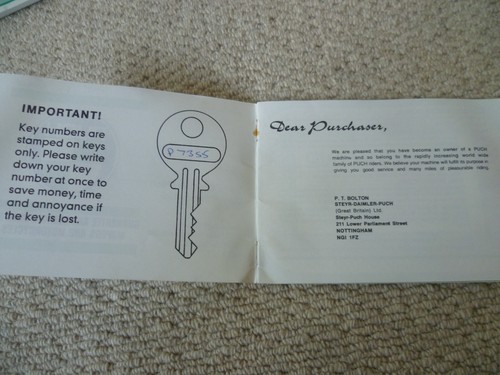 IMPORTANT!
Key numbers are
stamped on keys
only. Please write
down your key
number at once to
save money, time
and annoyance if
the key is lost.
P 7355
Dear Purchaser,
We are pleased that you have become an owner of a PUCH
machine and so belong to the rapidly increasing world wide
family of PUCH riders. We believe your machine will fulfil its purpose in
giving you good service and many miles of pleasurable riding.
P. T. BOLTON
STEYR-DAIMLER-PUCH
(Great Britain) Ltd.
Steyr-Puch House
211 Lower Parliament Street
NOTTINGHAM
NG1 1FZ